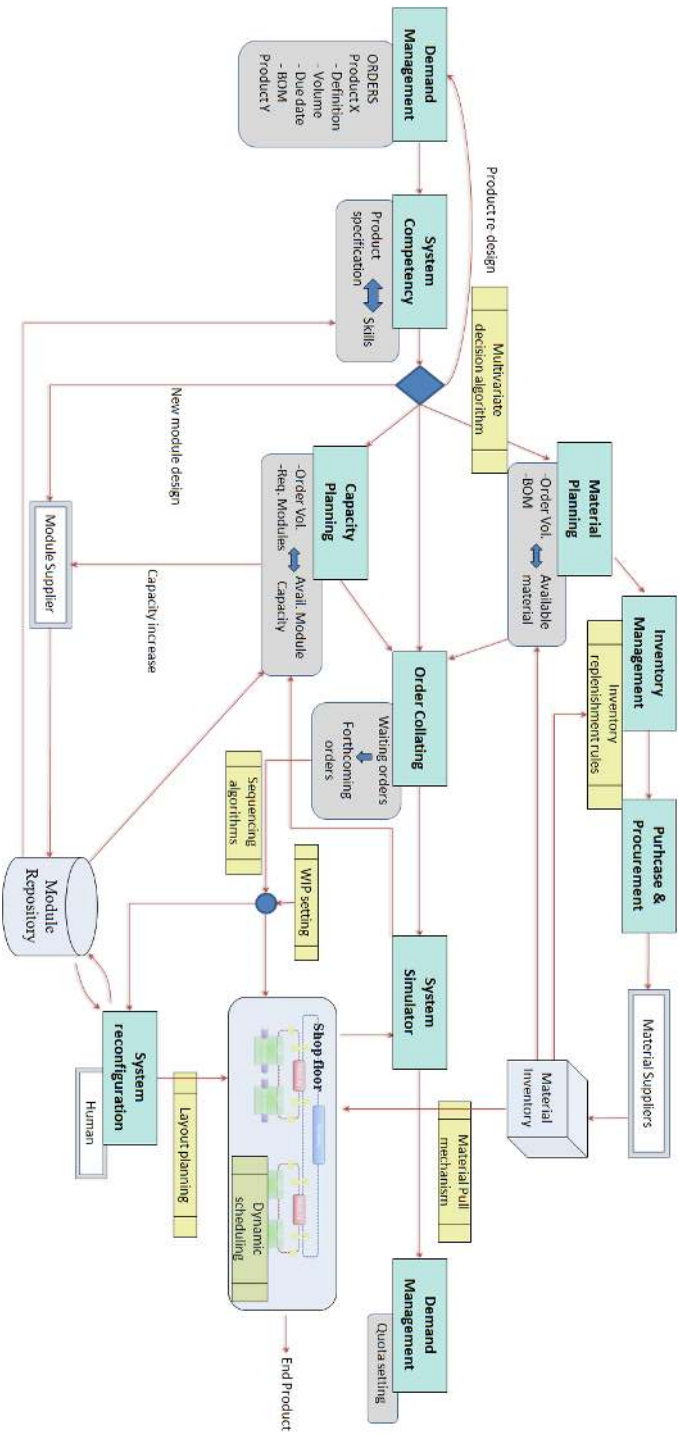 Demand
Management
ORDERS
Product X
- Definition
- Volume
- Due date
- BOM
Product Y
Product re-design
System
Competency
Product
specification
Skills
Multivariate
decision algorithm
New module design
Material
Planning
-Order Vol.
-BOM
Available
material
Capacity
Planning
-Order Vol.
-Req. Modules
Avail. Module
Capacity
Capacity increase
Module Supplier
Inventory
Management
Inventory
replenishment rules
Purhcase &
Procurement
Material Suppliers
Material
Inventory
Order Collating
Waiting orders
Forthcoming
orders
Sequencing
algorithms
WIP setting
Module
Repository
System
Simulator
Material Pull
mechanism
Demand
Management
Quota setting
Shop floor
Dynamic
scheduling
End Product
System
reconfiguration
Human
Layout planning